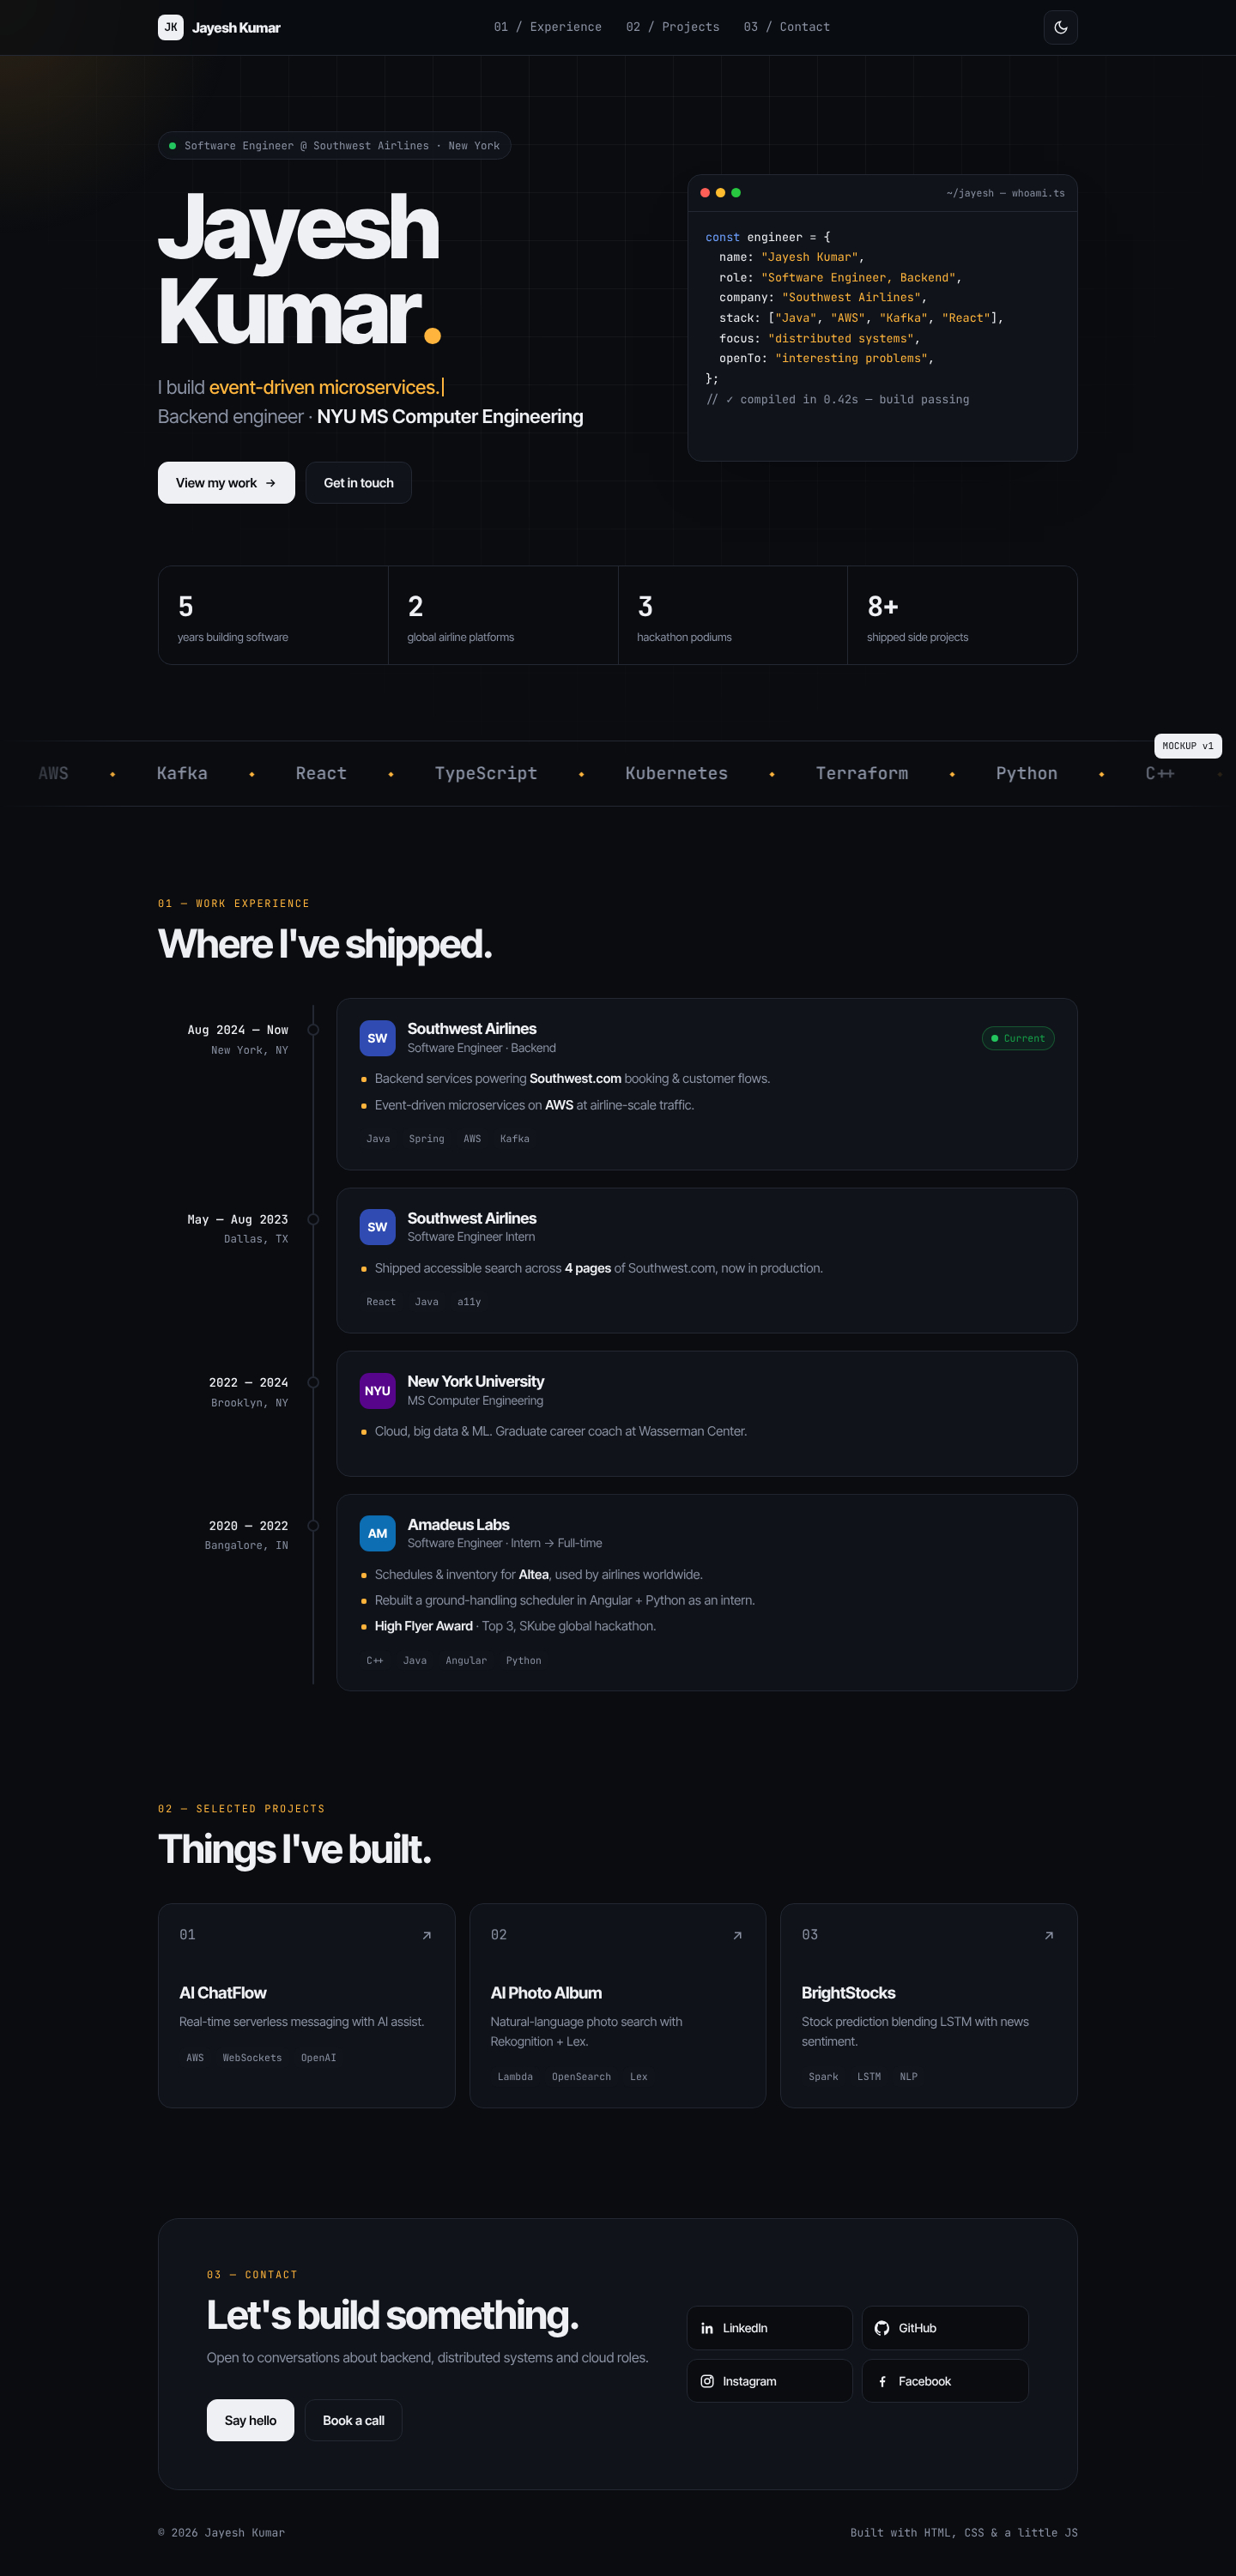 JK Jayesh Kumar 01 / Experience 02 / Projects 03 / Contact
Software Engineer @ Southwest Airlines · New York
Jayesh
Kumar.
I build event-driven microservices.|
Backend engineer · NYU MS Computer Engineering
View my work → Get in touch
~/jayesh — whoami.ts
const engineer = {
name: "Jayesh Kumar",
role: "Software Engineer, Backend",
company: "Southwest Airlines",
stack: ["Java", "AWS", "Kafka", "React"],
focus: "distributed systems",
openTo: "interesting problems",
};
// ✓ compiled in 0.42s — build passing
5 2 3 8+
years building software global airline platforms hackathon podiums shipped side projects
MOCKUP v1
AWS ◆ Kafka ◆ React ◆ TypeScript ◆ Kubernetes ◆ Terraform ◆ Python ◆ C++ ◆
01 — WORK EXPERIENCE
Where I've shipped.
Aug 2024 — Now
New York, NY
SW
Southwest Airlines
Software Engineer · Backend
Current
Backend services powering Southwest.com booking & customer flows.
Event-driven microservices on AWS at airline-scale traffic.
Java Spring AWS Kafka
May — Aug 2023
Dallas, TX
SW
Southwest Airlines
Software Engineer Intern
Shipped accessible search across 4 pages of Southwest.com, now in production.
React Java a11y
2022 — 2024
Brooklyn, NY
NYU
New York University
MS Computer Engineering
Cloud, big data & ML. Graduate career coach at Wasserman Center.
2020 — 2022
Bangalore, IN
AM
Amadeus Labs
Software Engineer · Intern → Full-time
Schedules & inventory for Altea, used by airlines worldwide.
Rebuilt a ground-handling scheduler in Angular + Python as an intern.
High Flyer Award · Top 3, SKube global hackathon.
C++ Java Angular Python
02 — SELECTED PROJECTS
Things I've built.
01 ↗
AI ChatFlow
Real-time serverless messaging with AI assist.
AWS WebSockets OpenAI
02 ↗
AI Photo Album
Natural-language photo search with
Rekognition + Lex.
Lambda OpenSearch Lex
03 ↗
BrightStocks
Stock prediction blending LSTM with news
sentiment.
Spark LSTM NLP
03 — CONTACT
Let's build something.
Open to conversations about backend, distributed systems and cloud roles.
Say hello Book a call
LinkedIn GitHub
Instagram Facebook
© 2026 Jayesh Kumar Built with HTML, CSS & a little JS